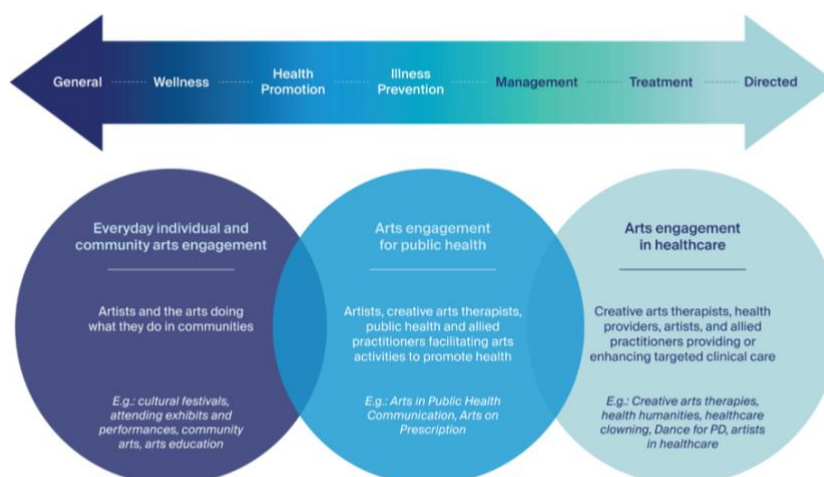 General
Wellness
Health
Promotion
Illness
Prevention
Management
Treatment
Directed
Everyday individual and
community arts engagement
Artists and the arts doing
what they do in communities
E.g.: cultural festivals,
attending exhibits and
performances, community
arts, arts education
Arts engagement
for public health
Artists, creative arts therapists,
public health and allied
practitioners facilitating arts
activities to promote health
E.g.: Arts in Public Health
Communication, Arts on
Prescription
Arts engagement
in healthcare
Creative arts therapists, health
providers, artists, and allied
practitioners providing or
enhancing targeted clinical care
E.g.: Creative arts therapies,
health humanities, healthcare
clowning, Dance for PD, artists
in healthcare